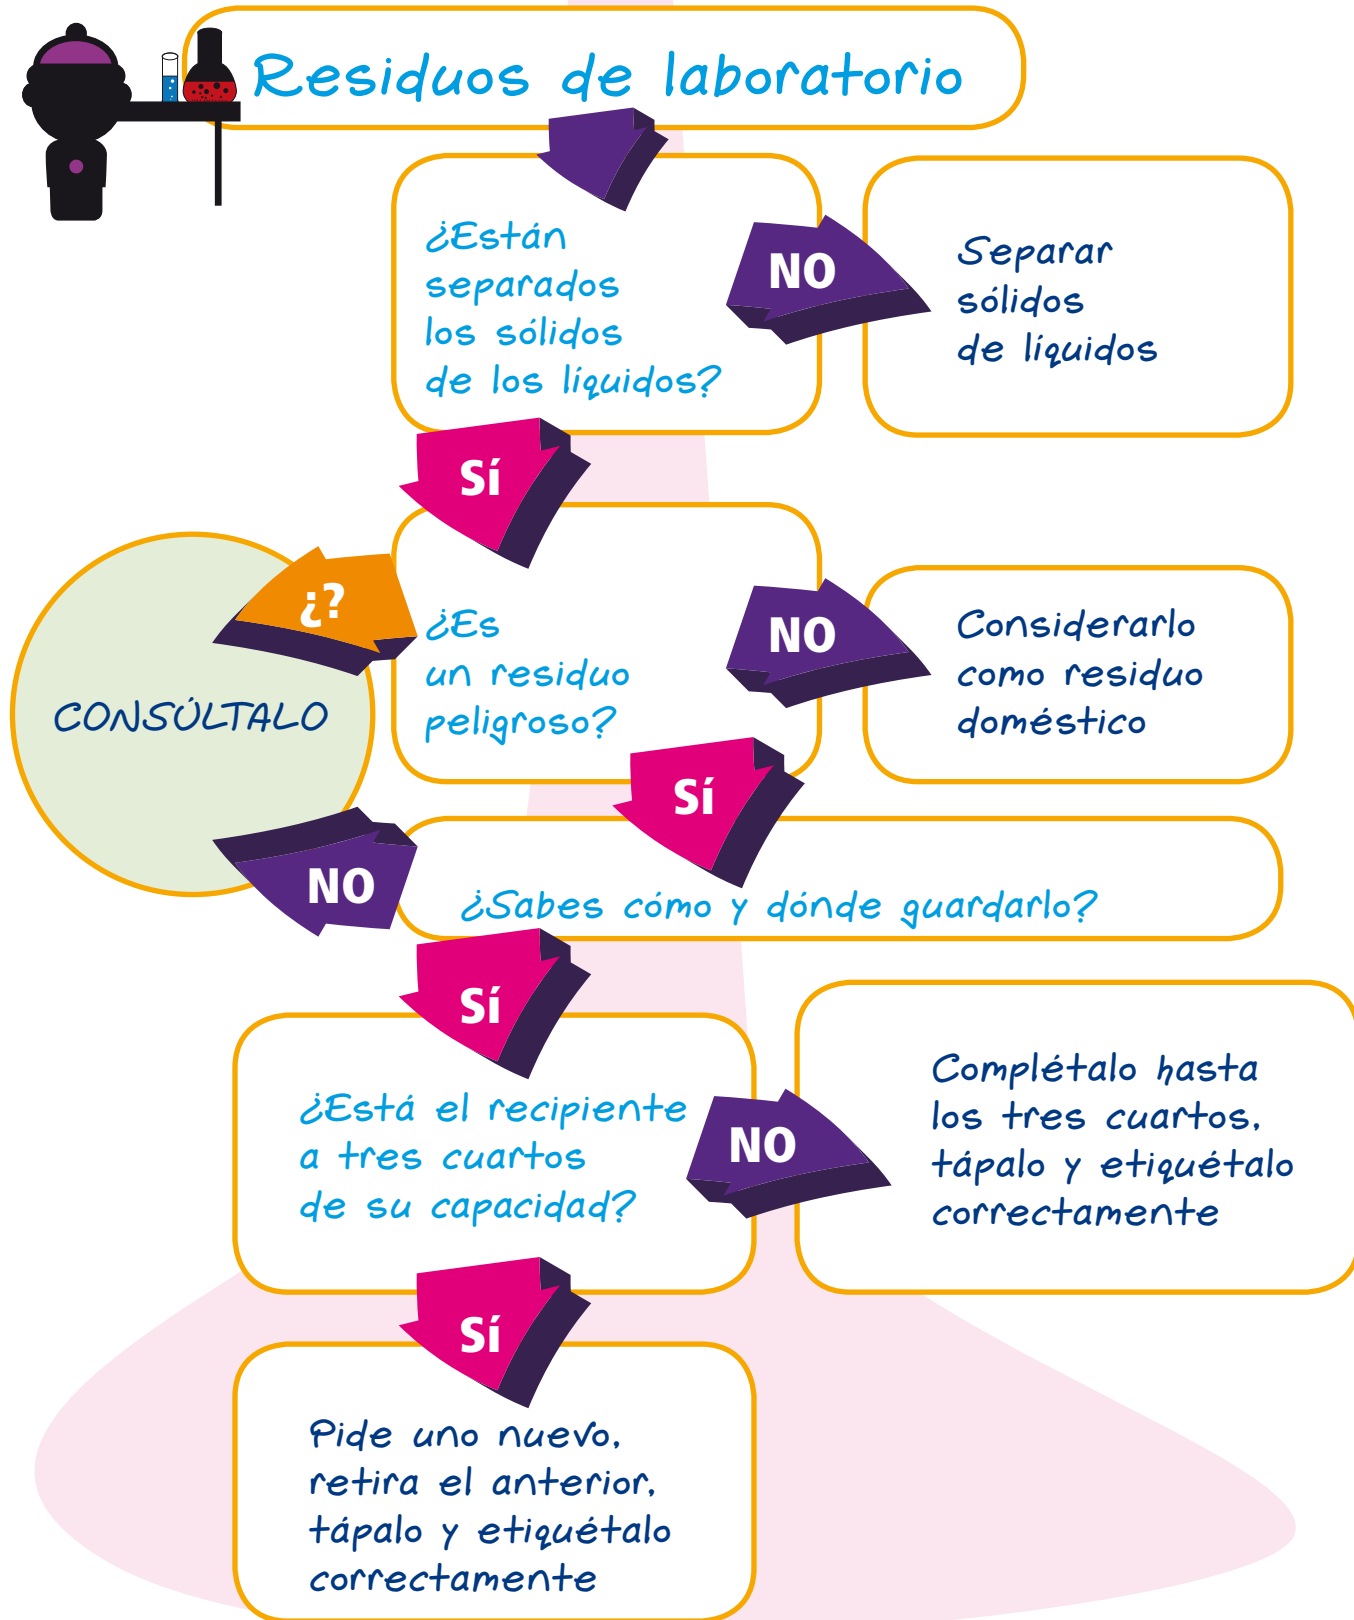 Residuos de laboratorio
¿Están
separados
los sólidos
de los líquidos?
NO
Separar
sólidos
de líquidos
Sí
¿?
CONSÚLTALO
¿Es
un residuo
peligroso?
NO
Considerarlo
como residuo
doméstico
Sí
NO
¿Sabes cómo y dónde guardarlo?
Sí
¿Está el recipiente
a tres cuartos
de su capacidad?
NO
Complétalo hasta
los tres cuartos,
tápalo y etiquétalo
correctamente
Sí
Pide uno nuevo,
retira el anterior,
tápalo y etiquétalo
correctamente